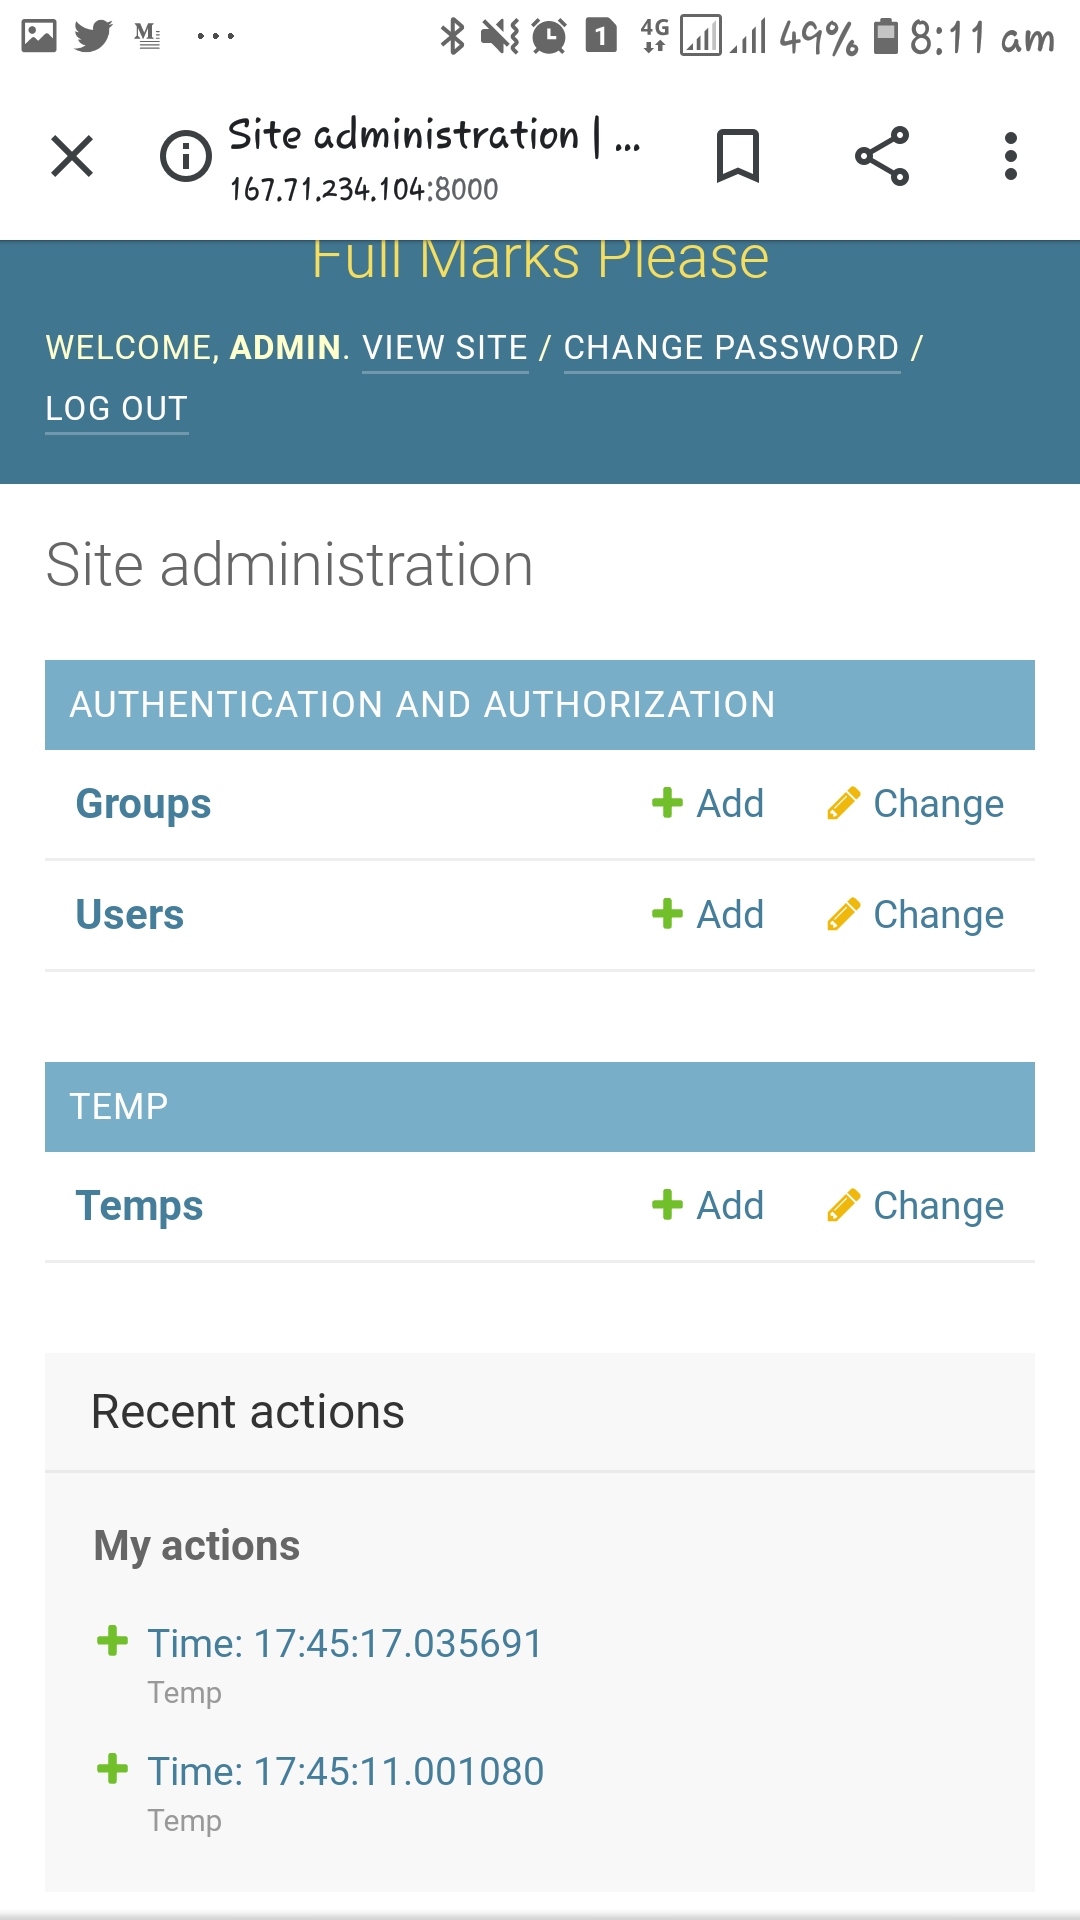 M
1
4G
49%
8:11 am
Site administration | ...
167.71.234.104:8000
Full Marks Please
WELCOME, ADMIN. VIEW SITE / CHANGE PASSWORD /
LOG OUT
Site administration
AUTHENTICATION AND AUTHORIZATION
Groups Add Change
Users Add Change
TEMP
Temps Add Change
Recent actions
My actions
Time: 17:45:17.035691
Temp
Time: 17:45:11.001080
Temp